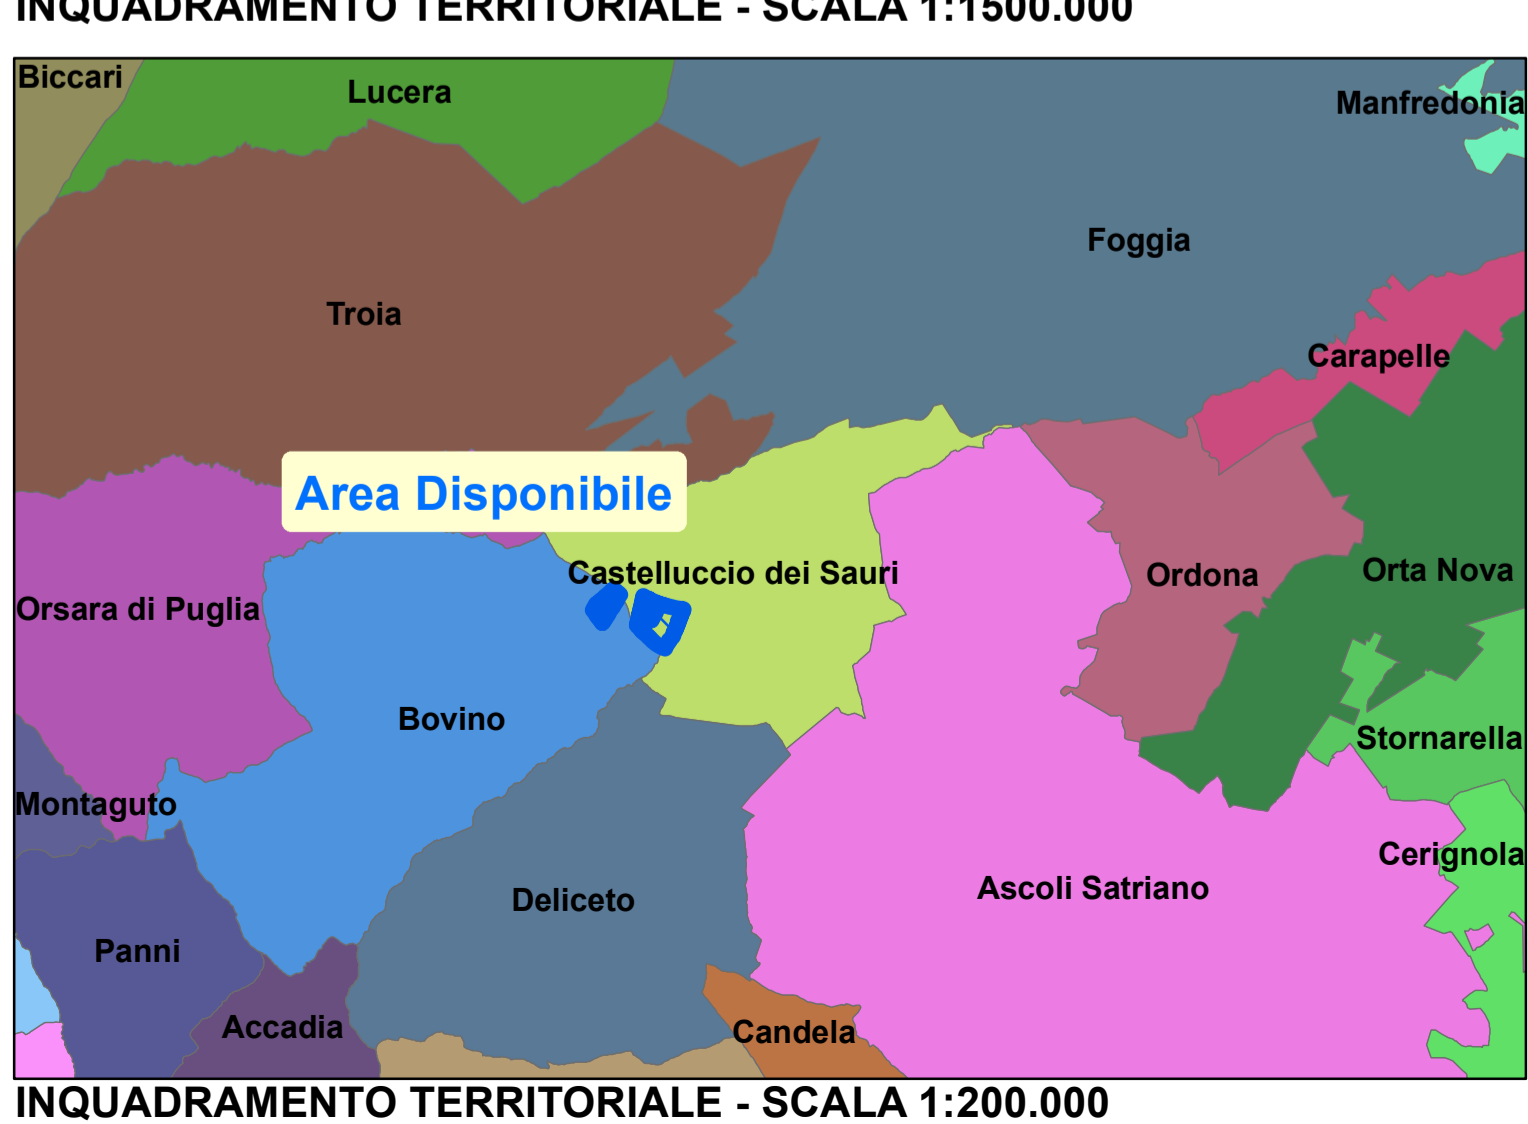 INQUADRAMENTO TERRITORIALE - SCALA 1:1500.000
Biccari
Lucera
Manfredonia
Foggia
Troia
Carapelle
Area Disponibile
Castelluccio dei Sauri
Ordona
Orta Nova
Orsara di Puglia
Bovino
Stornarella
Montaguto
Cerignola
Deliceto
Ascoli Satriano
Panni
Accadia
Candela
INQUADRAMENTO TERRITORIALE - SCALA 1:200.000